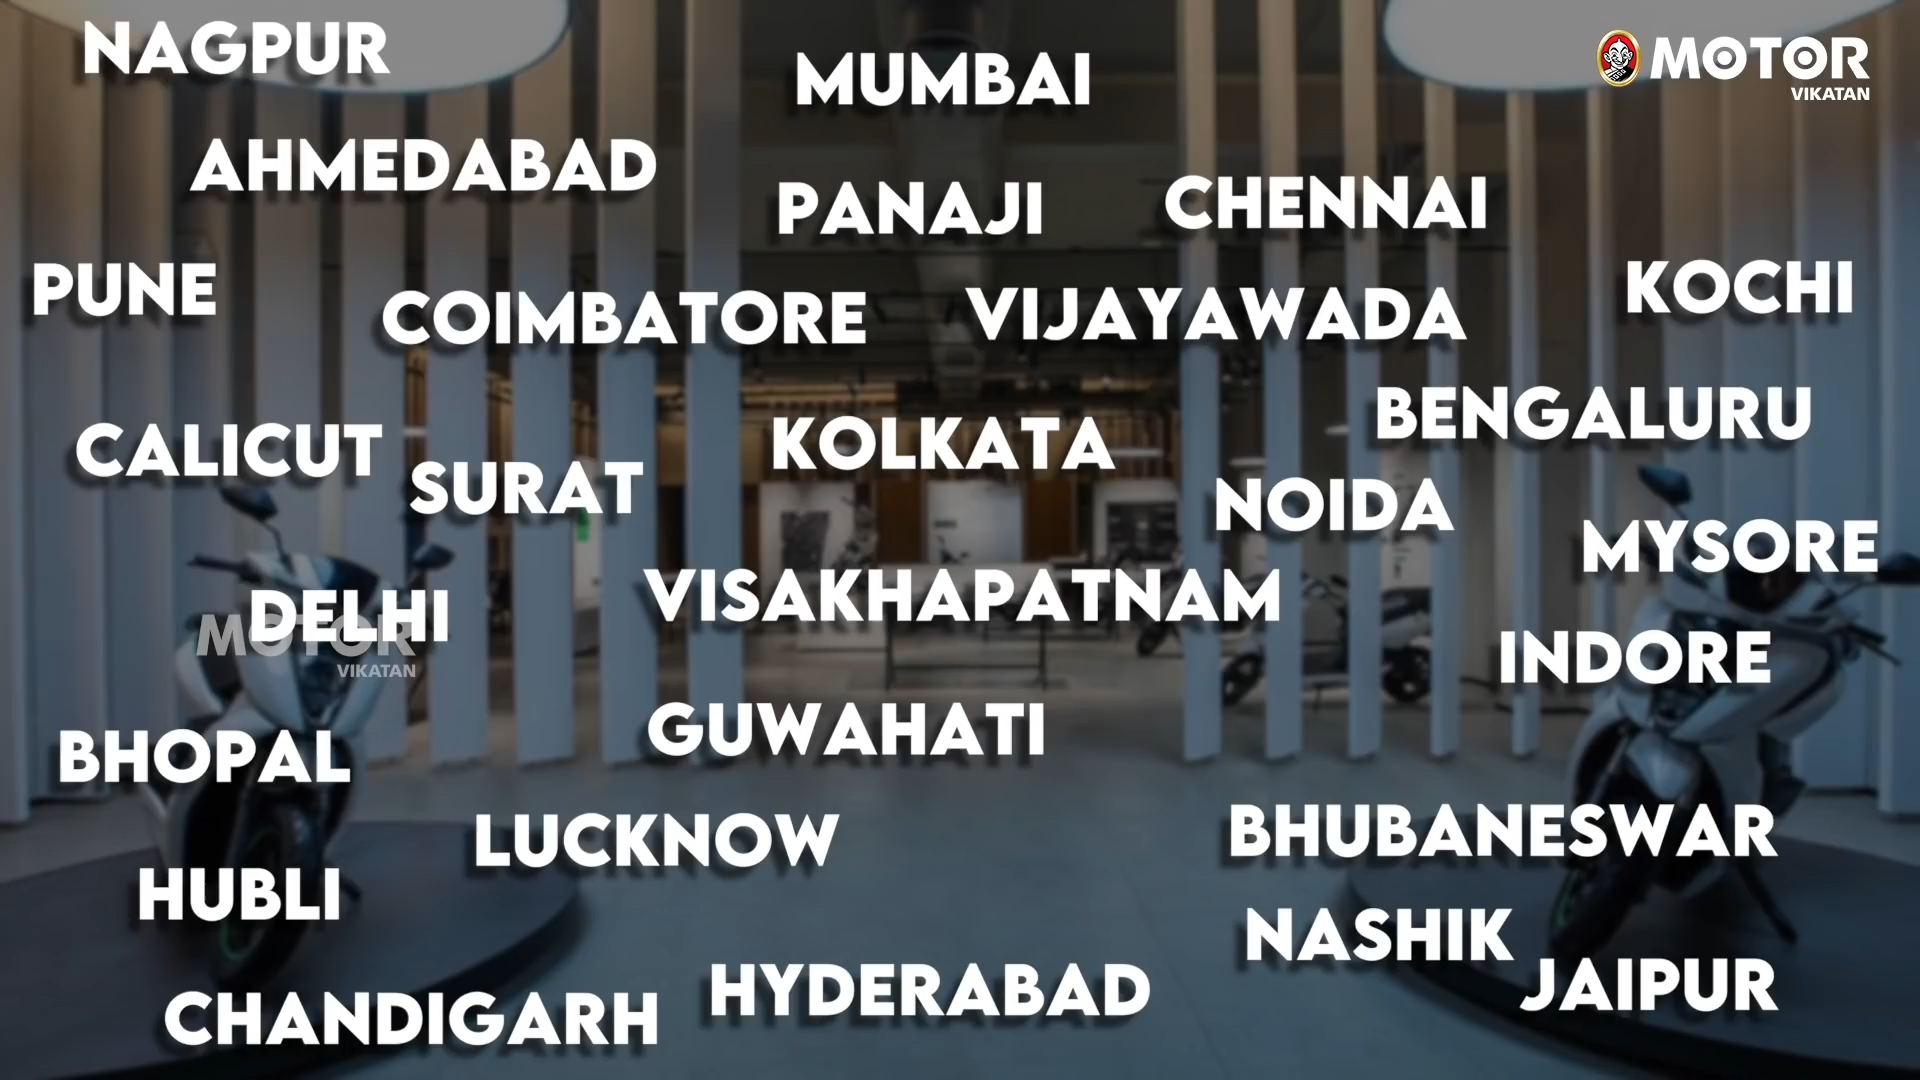 NAGPUR
MUMBAI
MOTOR
VIKATAN
AHMEDABAD
PANAJI
CHENNAI
PUNE
COIMBATORE
VIJAYAWADA
KOCHI
CALICUT
SURAT
KOLKATA
BENGALURU
NOIDA
MYSORE
DELHI
MOTOR
VIKATAN
VISAKHAPATNAM
INDORE
BHOPAL
GUWAHATI
LUCKNOW
BHUBANESWAR
HUBLI
NASHIK
JAIPUR
CHANDIGARH
HYDERABAD